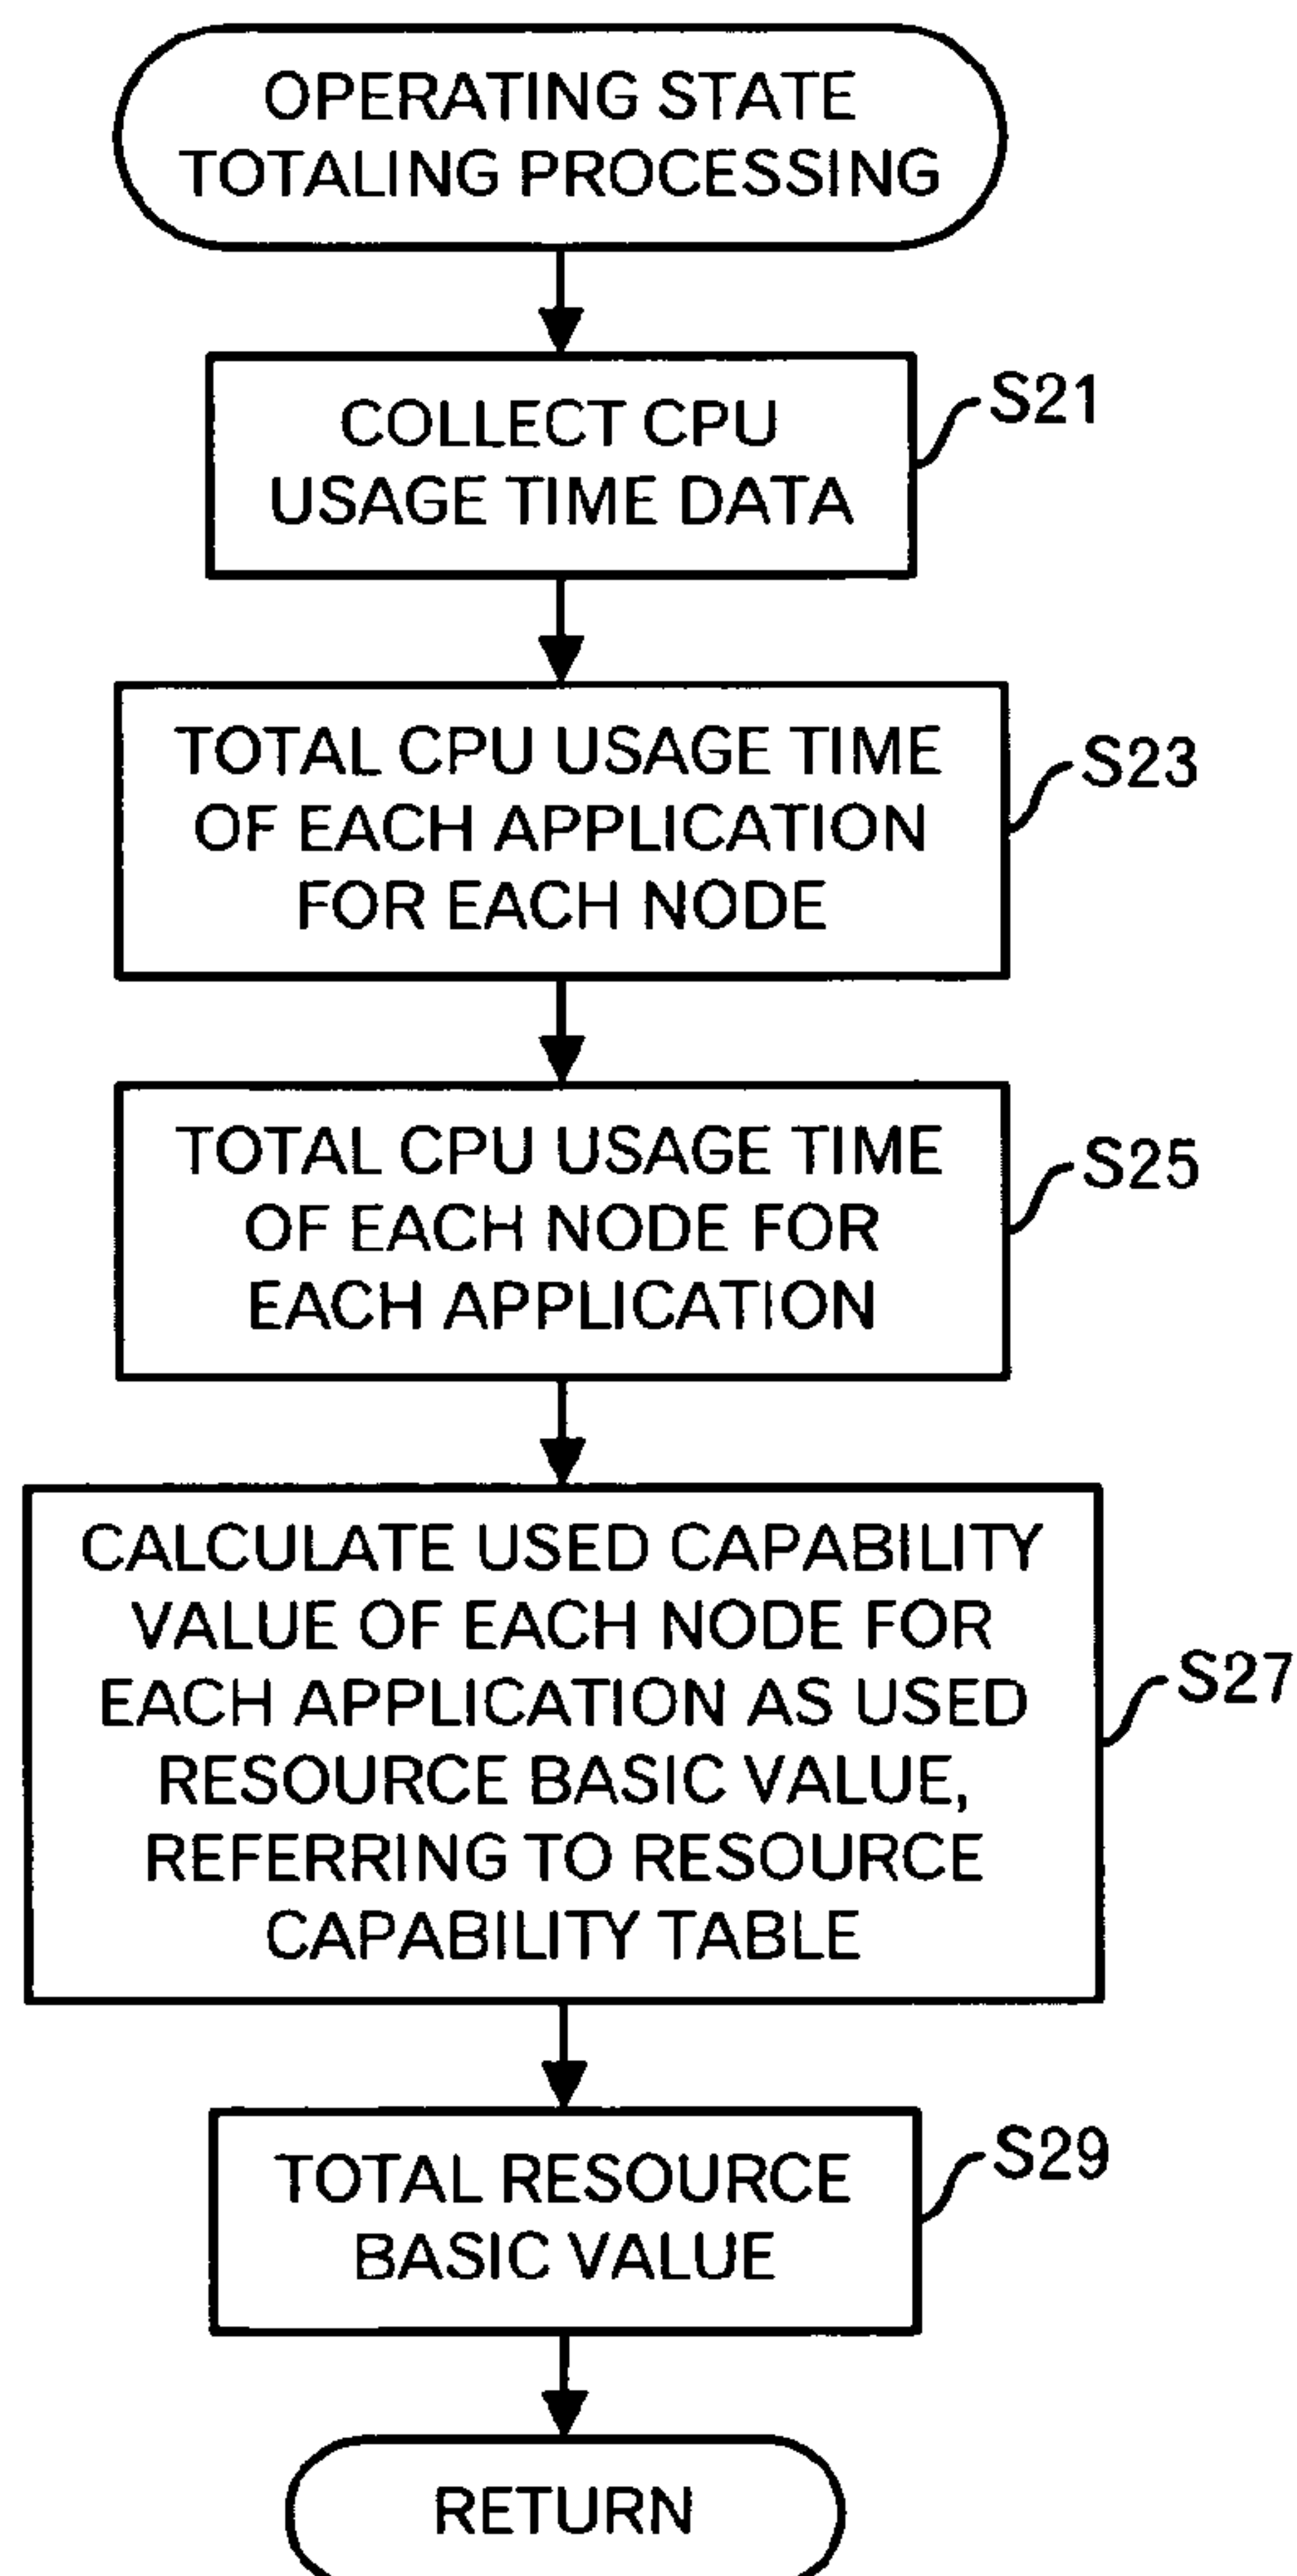 OPERATING STATE
TOTALING PROCESSING
COLLECT CPU
USAGE TIME DATA
S21
TOTAL CPU USAGE TIME
OF EACH APPLICATION
FOR EACH NODE
S23
TOTAL CPU USAGE TIME
OF EACH NODE FOR
EACH APPLICATION
S25
CALCULATE USED CAPABILITY
VALUE OF EACH NODE FOR
EACH APPLICATION AS USED
RESOURCE BASIC VALUE,
REFERRING TO RESOURCE
CAPABILITY TABLE
S27
TOTAL RESOURCE
BASIC VALUE
S29
RETURN